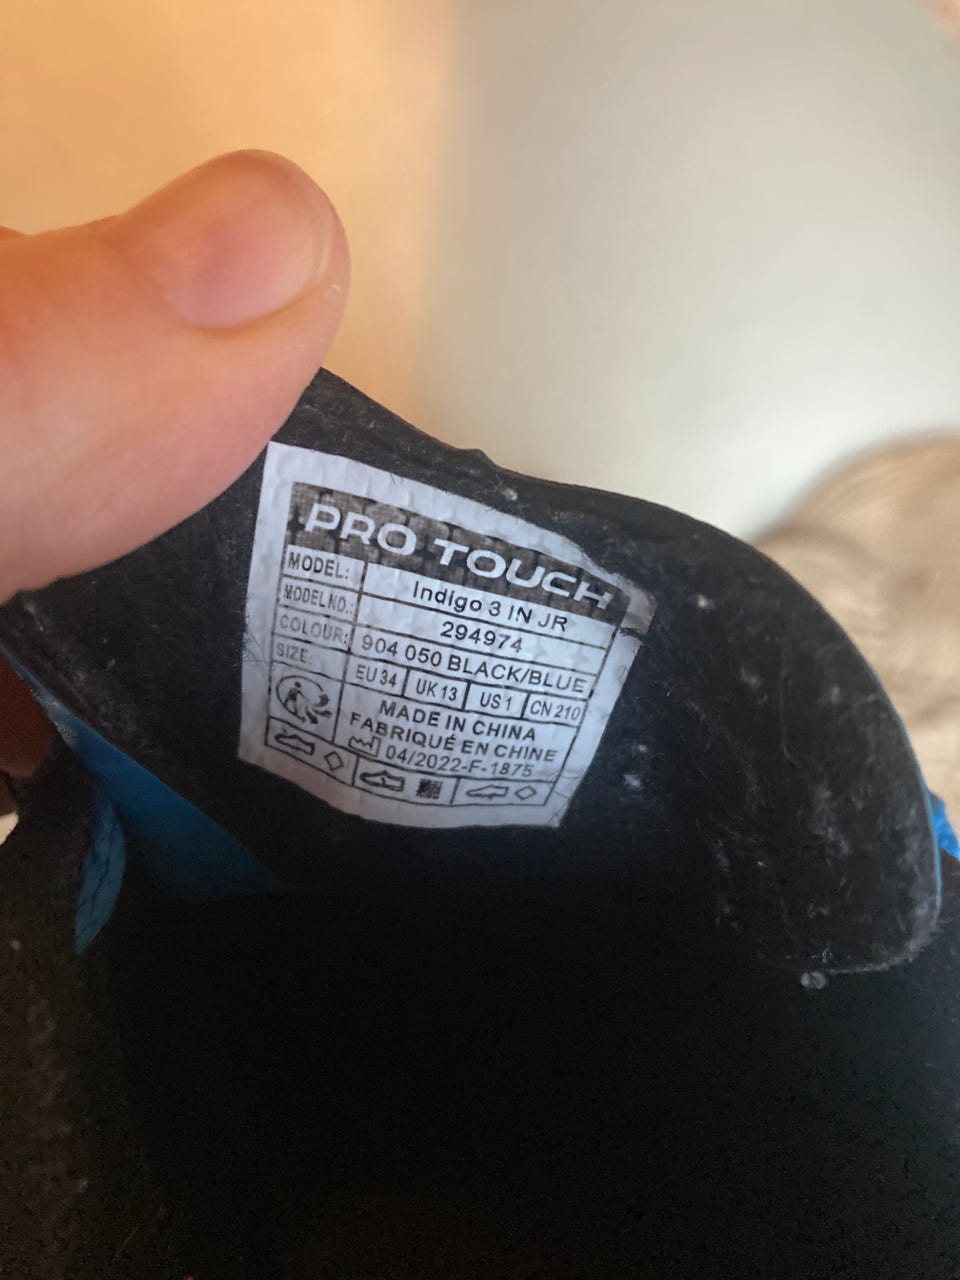 PRO TOUCH
MODEL: Indigo 3 IN JR
MODEL NO.: 294974
COLOUR: 904 050 BLACK/BLUE
SIZE: EU 34 UK 13 US 1 CN 210
MADE IN CHINA
FABRIQUÉ EN CHINE
04/2022-F-1875